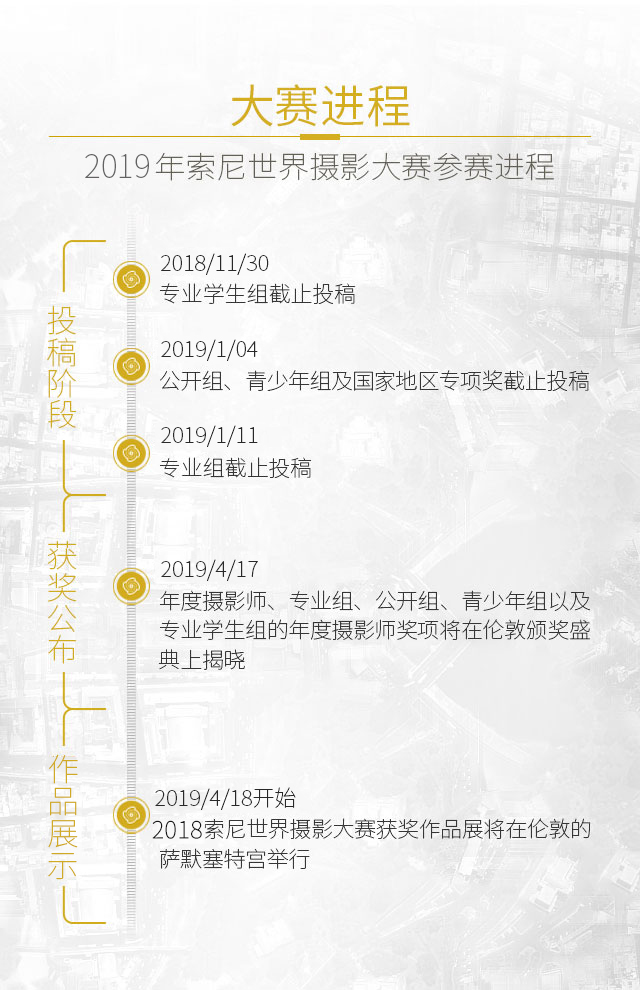 大赛进程
2019年索尼世界摄影大赛参赛进程
投稿阶段
2018/11/30
专业学生组截止投稿
2019/1/04
公开组、青少年组及国家地区专项奖截止投稿
2019/1/11
专业组截止投稿
获奖公布
2019/4/17
年度摄影师、专业组、公开组、青少年组以及
专业学生组的年度摄影师奖项将在伦敦颁奖盛
典上揭晓
作品展示
2019/4/18开始
2018索尼世界摄影大赛获奖作品展将在伦敦的
萨默塞特宫举行